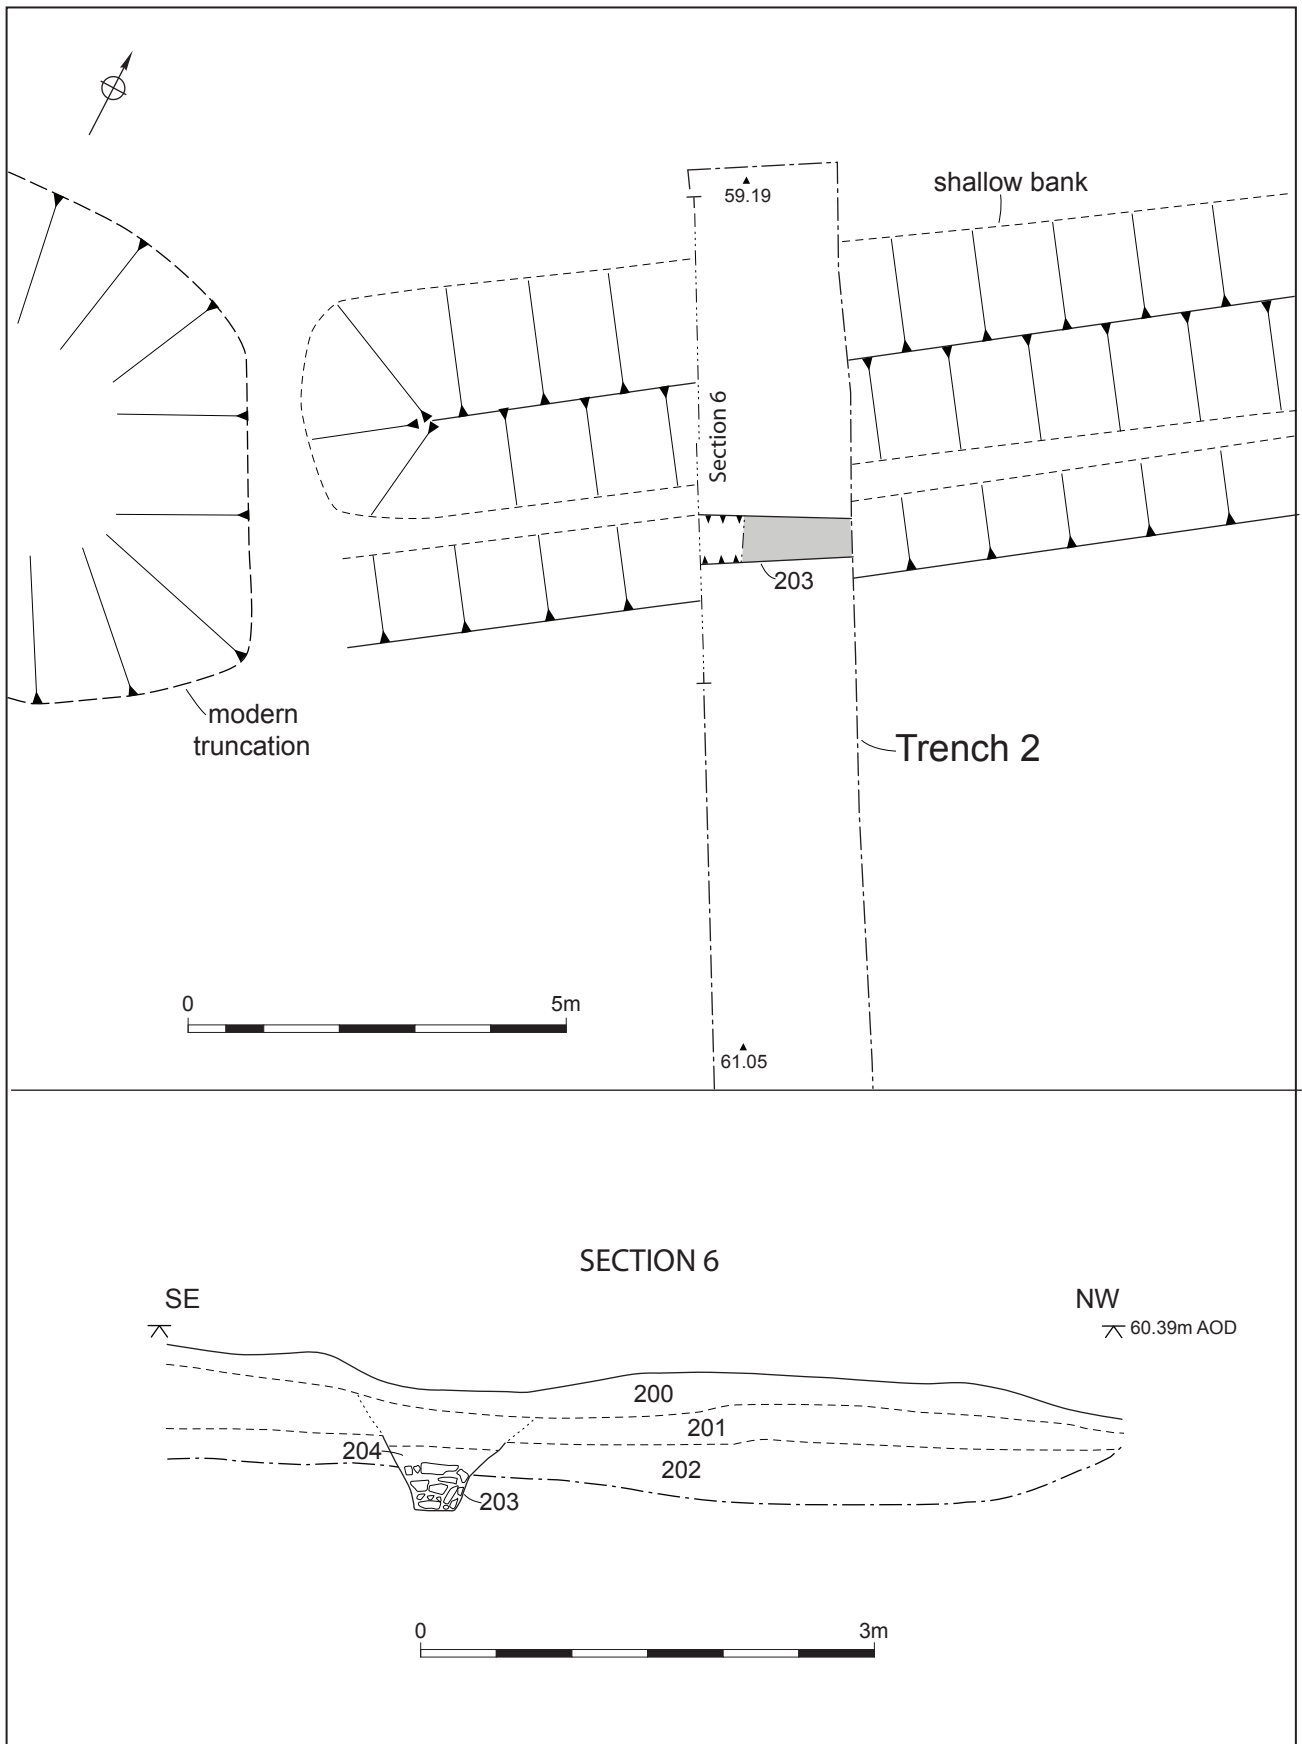 shallow bank
59.19
Section 6
203
modern
truncation
Trench 2
0 5m
61.05
SECTION 6
SE NW
60.39m AOD
200
201
204
202
203
0 3m